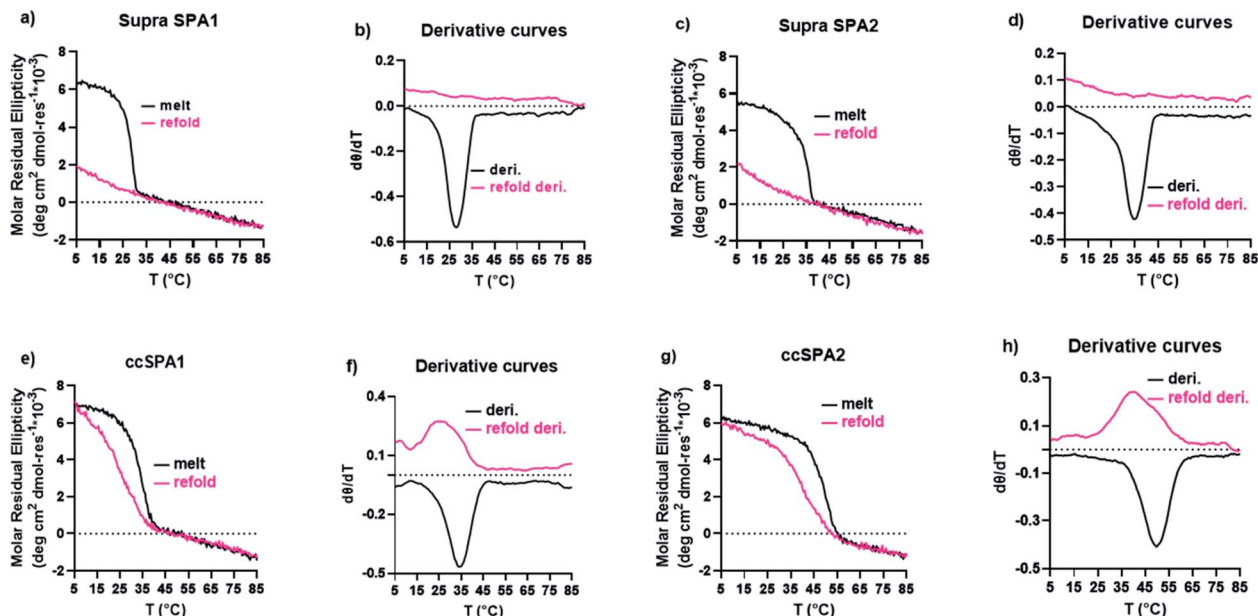 a) Supra SPA1
Molar Residual Ellipticity
(deg cm² dmol-res⁻¹*10⁻³)
8
6
4
2
0
-2
melt
refold
5 15 25 35 45 55 65 75 85
T (°C)
b) Derivative curves
dθ/dT
0.2
0.0
-0.2
-0.4
-0.6
deri.
refold deri.
5 15 25 35 45 55 65 75 85
T (°C)
c) Supra SPA2
Molar Residual Ellipticity
(deg cm² dmol-res⁻¹*10⁻³)
8
6
4
2
0
-2
melt
refold
5 15 25 35 45 55 65 75 85
T (°C)
d) Derivative curves
dθ/dT
0.2
0.1
0.0
-0.1
-0.2
-0.3
-0.4
-0.5
deri.
refold deri.
5 15 25 35 45 55 65 75 85
T (°C)
e) ccSPA1
Molar Residual Ellipticity
(deg cm² dmol-res⁻¹*10⁻³)
8
6
4
2
0
-2
melt
refold
5 15 25 35 45 55 65 75 85
T (°C)
f) Derivative curves
dθ/dT
0.4
0.1
-0.2
-0.5
deri.
refold deri.
5 15 25 35 45 55 65 75 85
T (°C)
g) ccSPA2
Molar Residual Ellipticity
(deg cm² dmol-res⁻¹*10⁻³)
8
6
4
2
0
-2
melt
refold
5 15 25 35 45 55 65 75 85
T (°C)
h) Derivative curves
dθ/dT
0.3
0.1
-0.1
-0.3
-0.5
deri.
refold deri.
5 15 25 35 45 55 65 75 85
T (°C)